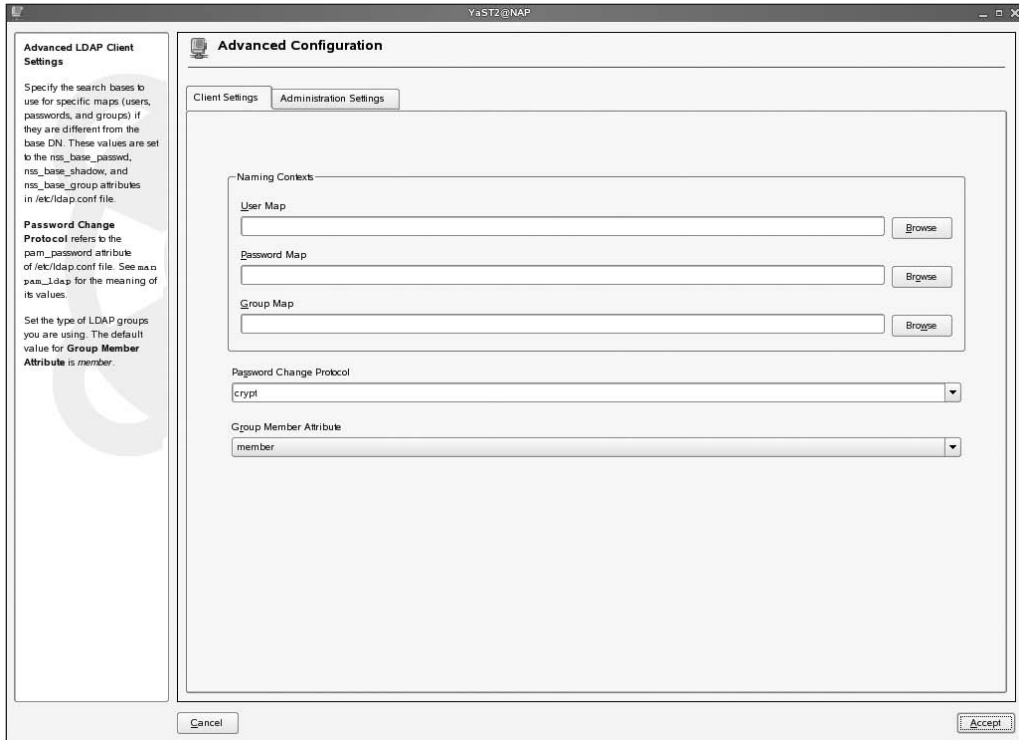 YaST2@NAP
Advanced LDAP Client
Settings
Specify the search bases to
use for specific maps (users,
passwords, and groups) if
they are different from the
base DN. These values are set
to the nss_base_passwd,
nss_base_shadow, and
nss_base_group attributes
in /etc/ldap.conf file.
Password Change
Protocol refers to the
pam_password attribute
of /etc/ldap.conf file. See man
pam_ldap for the meaning of
its values.
Set the type of LDAP groups
you are using. The default
value for Group Member
Attribute is member.
Advanced Configuration
Client Settings
Administration Settings
Naming Contexts
User Map
Browse
Password Map
Browse
Group Map
Browse
Password Change Protocol
crypt
Group Member Attribute
member
Cancel
Accept